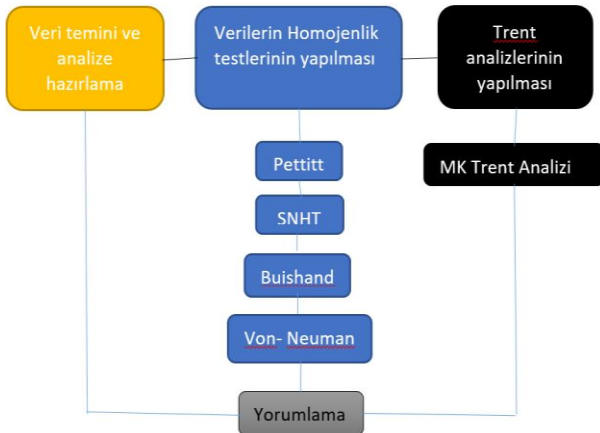 Veri temini ve
analize
hazırlama
Verilerin Homojenlik
testlerinin yapılması
Trent
analizlerinin
yapılması
Pettitt
MK Trent Analizi
SNHT
Buishand
Von- Neuman
Yorumlama